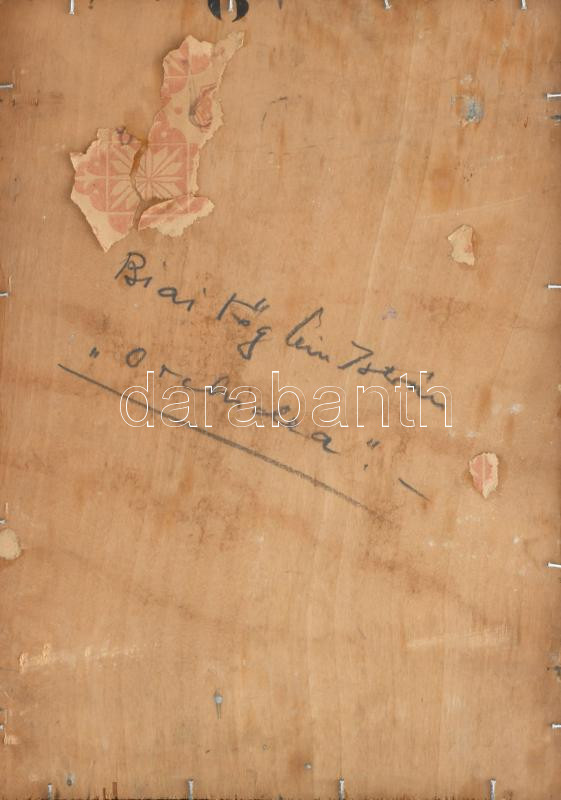 Biai Föglein István
darabanth